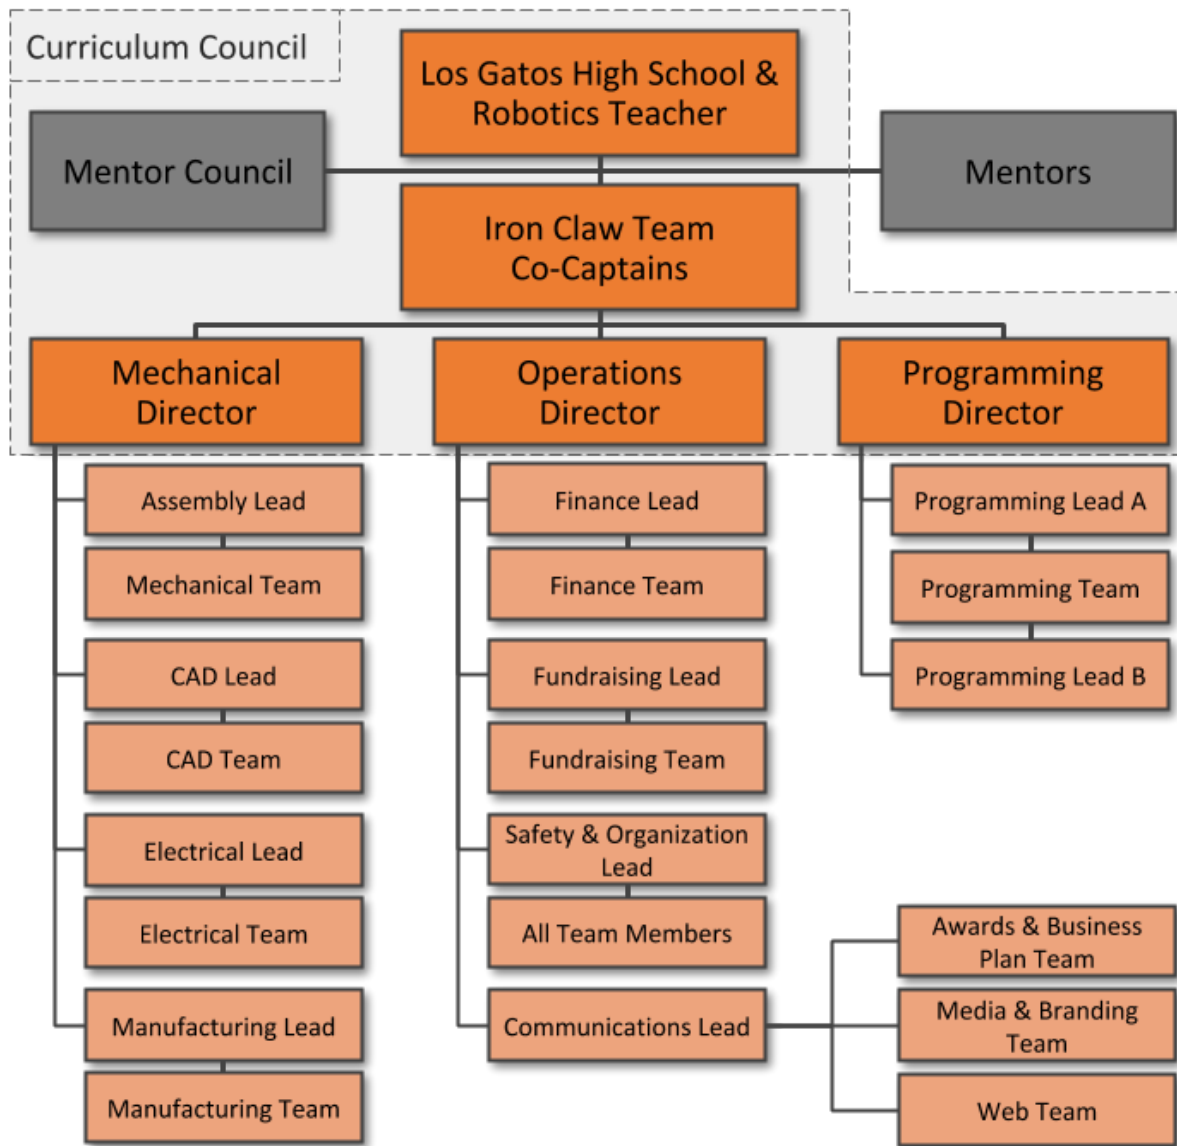 Curriculum Council
Los Gatos High School &
Robotics Teacher
Mentor Council
Mentors
Iron Claw Team
Co-Captains
Mechanical
Director
Operations
Director
Programming
Director
Assembly Lead
Mechanical Team
CAD Lead
CAD Team
Electrical Lead
Electrical Team
Manufacturing Lead
Manufacturing Team
Finance Lead
Finance Team
Fundraising Lead
Fundraising Team
Safety & Organization
Lead
All Team Members
Communications Lead
Awards & Business
Plan Team
Media & Branding
Team
Web Team
Programming Lead A
Programming Team
Programming Lead B